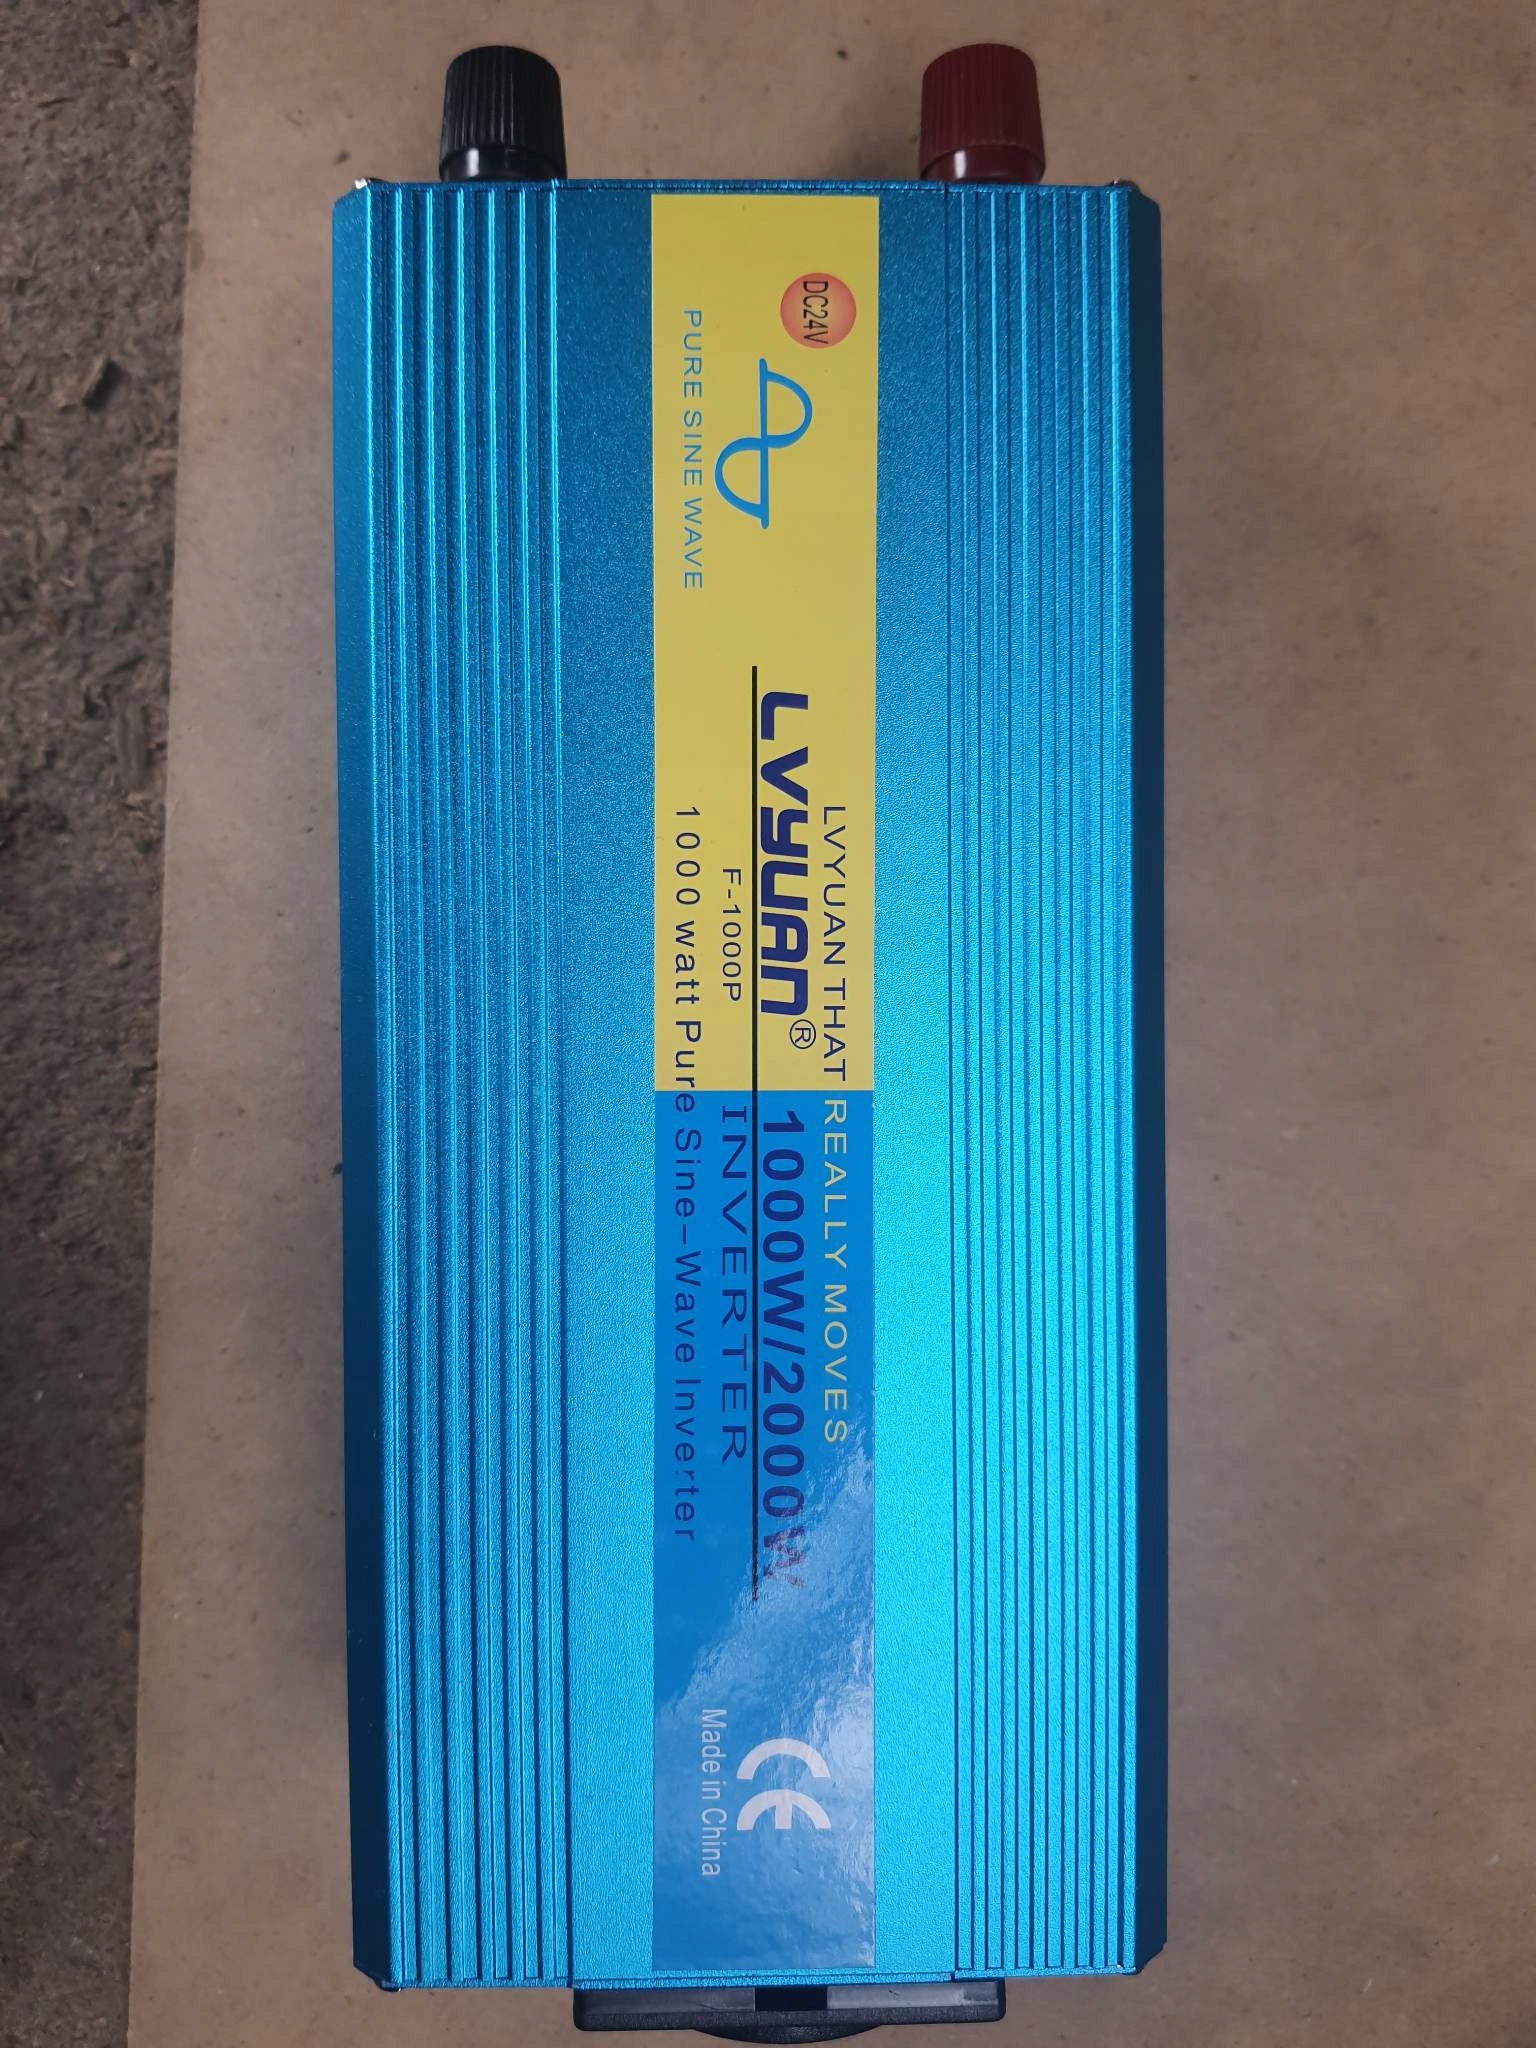 DC24V
PURE SINE WAVE
LVYUAN THAT REALLY MOVES
LVYUAN® 1000W/2000W
F-1000P INVERTER
1000 watt Pure Sine-Wave Inverter
CE
Made in China